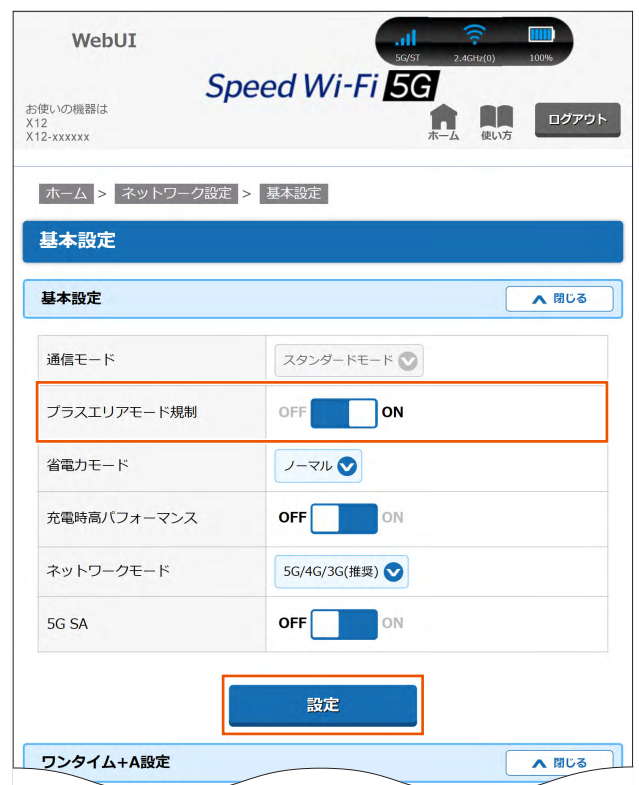 WebUI
5G/ST 2.4GHz(0) 100%
Speed Wi-Fi 5G
お使いの機器は
X12
X12-xxxxxx
ホーム 使い方 ログアウト
ホーム > ネットワーク設定 > 基本設定
基本設定
基本設定 閉じる
通信モード スタンダードモード
プラスエリアモード規制 OFF ON
省電力モード ノーマル
充電時高パフォーマンス OFF ON
ネットワークモード 5G/4G/3G(推奨)
5G SA OFF ON
設定
ワンタイム+A設定 閉じる